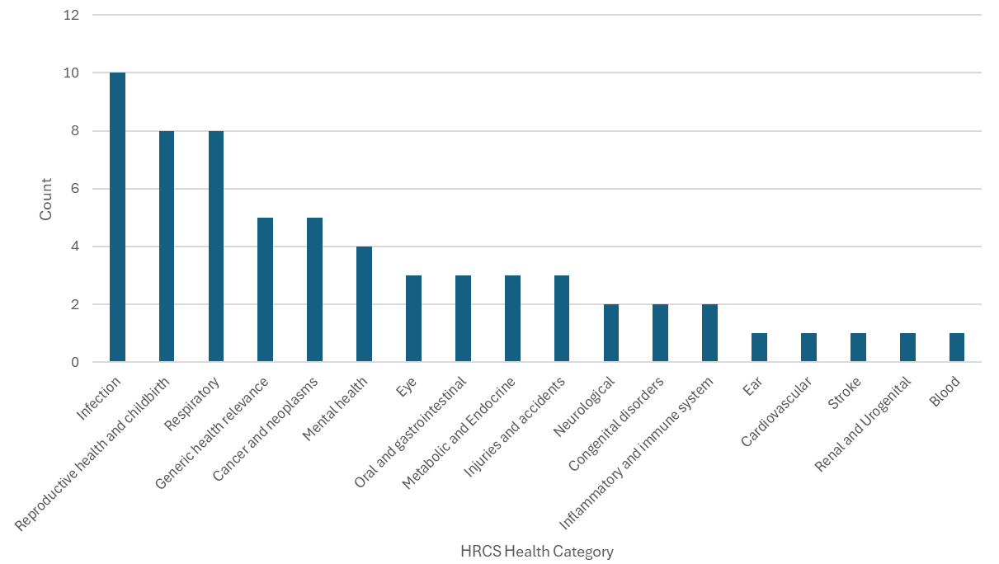 12
10
8
6
4
2
0
Count
Infection
Reproductive health and childbirth
Respiratory
Generic health relevance
Cancer and neoplasms
Mental health
Eye
Oral and gastrointestinal
Metabolic and Endocrine
Injuries and accidents
Neurological
Congenital disorders
Inflammatory and immune system
Ear
Cardiovascular
Stroke
Renal and Urogenital
Blood
HRCS Health Category